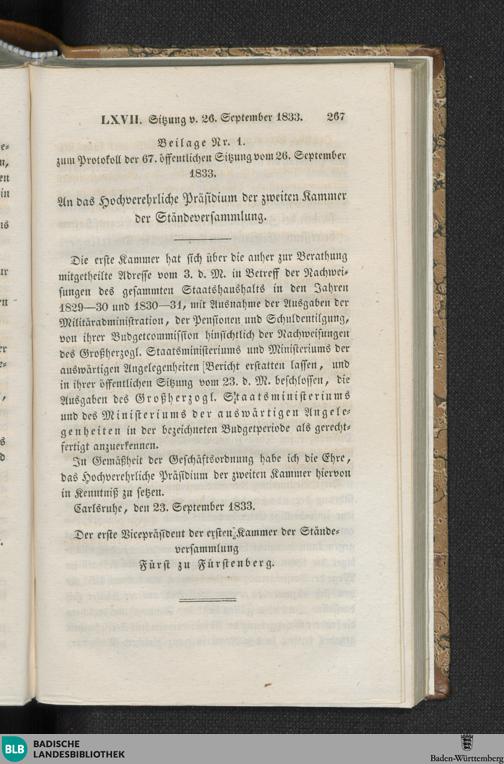 LXVII. Sitzung v. 26. September 1833. 267
Beilage Nr. 1.
zum Protokoll der 67. öffentlichen Sitzung vom 26. September
1833.
An das Hochverehrliche Präsidium der zweiten Kammer
der Ständeversammlung.
Die erste Kammer hat sich über die anher zur Berathung
mitgetheilte Adresse vom 3. d. M. in Betreff der Nachwei-
sungen des gesammten Staatshaushalts in den Jahren
1829—30 und 1830—31, mit Ausnahme der Ausgaben der
Militäradministration, der Pensionen und Schuldentilgung,
von ihrer Budgetcommission hinsichtlich der Nachweisungen
des Großherzogl. Staatsministeriums und Ministeriums der
auswärtigen Angelegenheiten Bericht erstatten lassen, und
in ihrer öffentlichen Sitzung vom 23. d. M. beschlossen, die
Ausgaben des Großherzogl. Staatsministeriums
und des Ministeriums der auswärtigen Angele-
genheiten in der bezeichneten Budgetperiode als gerecht-
fertigt anzuerkennen.
In Gemäßheit der Geschäftsordnung habe ich die Ehre,
das Hochverehrliche Präsidium der zweiten Kammer hiervon
in Kenntniß zu setzen.
Carlsruhe, den 23. September 1833.
Der erste Vicepräsident der ersten Kammer der Stände-
versammlung
Fürst zu Fürstenberg.
BLB BADISCHE
LANDESBIBLIOTHEK
Baden-Württemberg